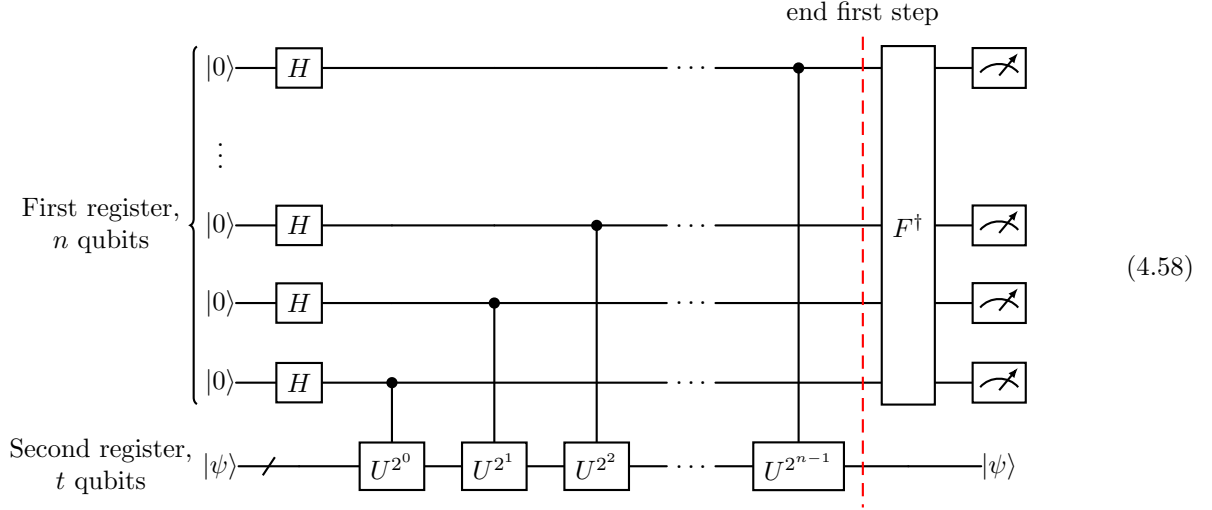 end first step
|0⟩ H ⋯
⋮
First register,
n qubits
|0⟩ H ⋯ F†
|0⟩ H ⋯
(4.58)
|0⟩ H ⋯
Second register,
t qubits
|ψ⟩ U^{2^0} U^{2^1} U^{2^2} ⋯ U^{2^{n−1}} |ψ⟩